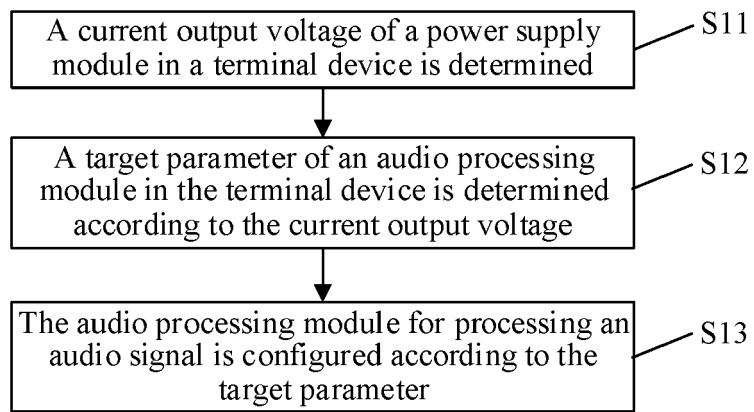 A current output voltage of a power supply
module in a terminal device is determined
S11
A target parameter of an audio processing
module in the terminal device is determined
according to the current output voltage
S12
The audio processing module for processing an
audio signal is configured according to the
target parameter
S13